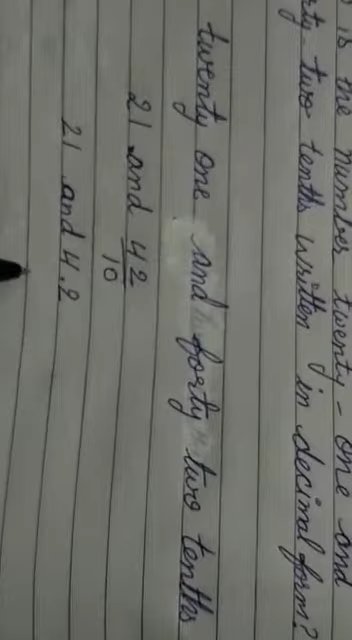 is the number twenty-one and
rty-two tenths written in decimal form?
twenty one and forty two tenths
21 and 42/10
21 and 4.2